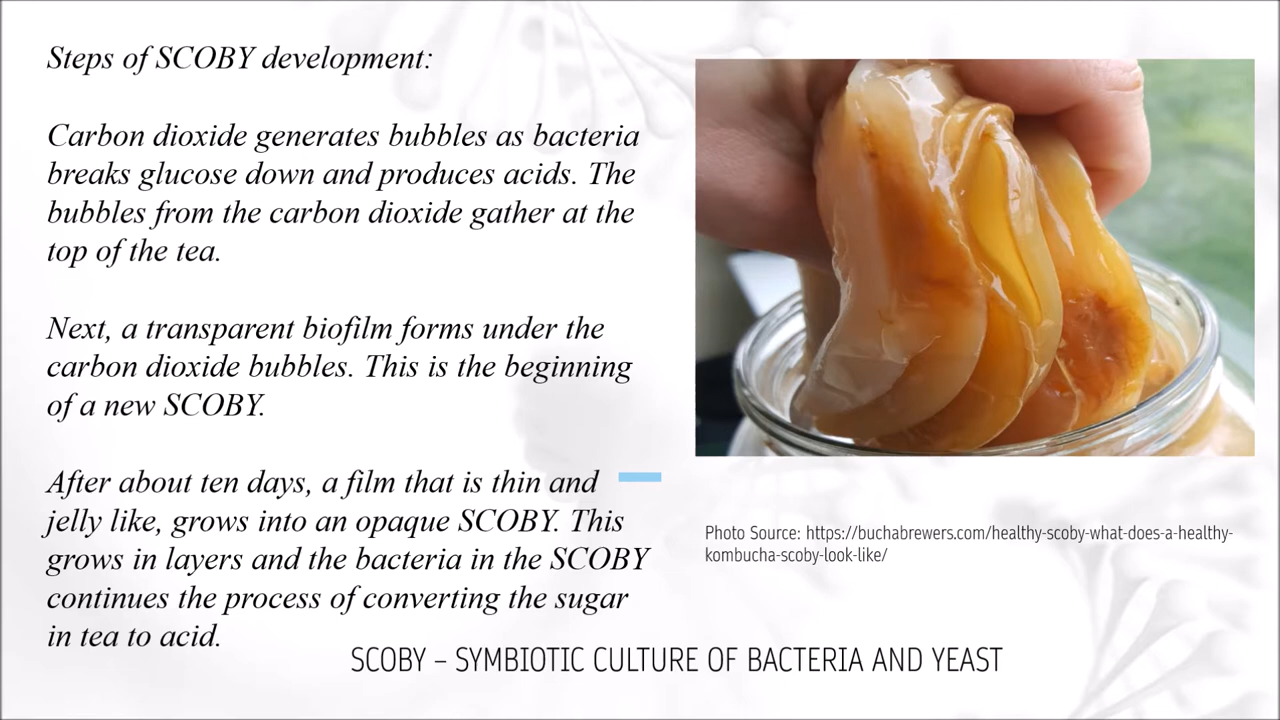 Steps of SCOBY development:
Carbon dioxide generates bubbles as bacteria
breaks glucose down and produces acids. The
bubbles from the carbon dioxide gather at the
top of the tea.
Next, a transparent biofilm forms under the
carbon dioxide bubbles. This is the beginning
of a new SCOBY.
After about ten days, a film that is thin and
jelly like, grows into an opaque SCOBY. This
grows in layers and the bacteria in the SCOBY
continues the process of converting the sugar
in tea to acid.
Photo Source: https://buchabrewers.com/healthy-scoby-what-does-a-healthy-
kombucha-scoby-look-like/
SCOBY – SYMBIOTIC CULTURE OF BACTERIA AND YEAST